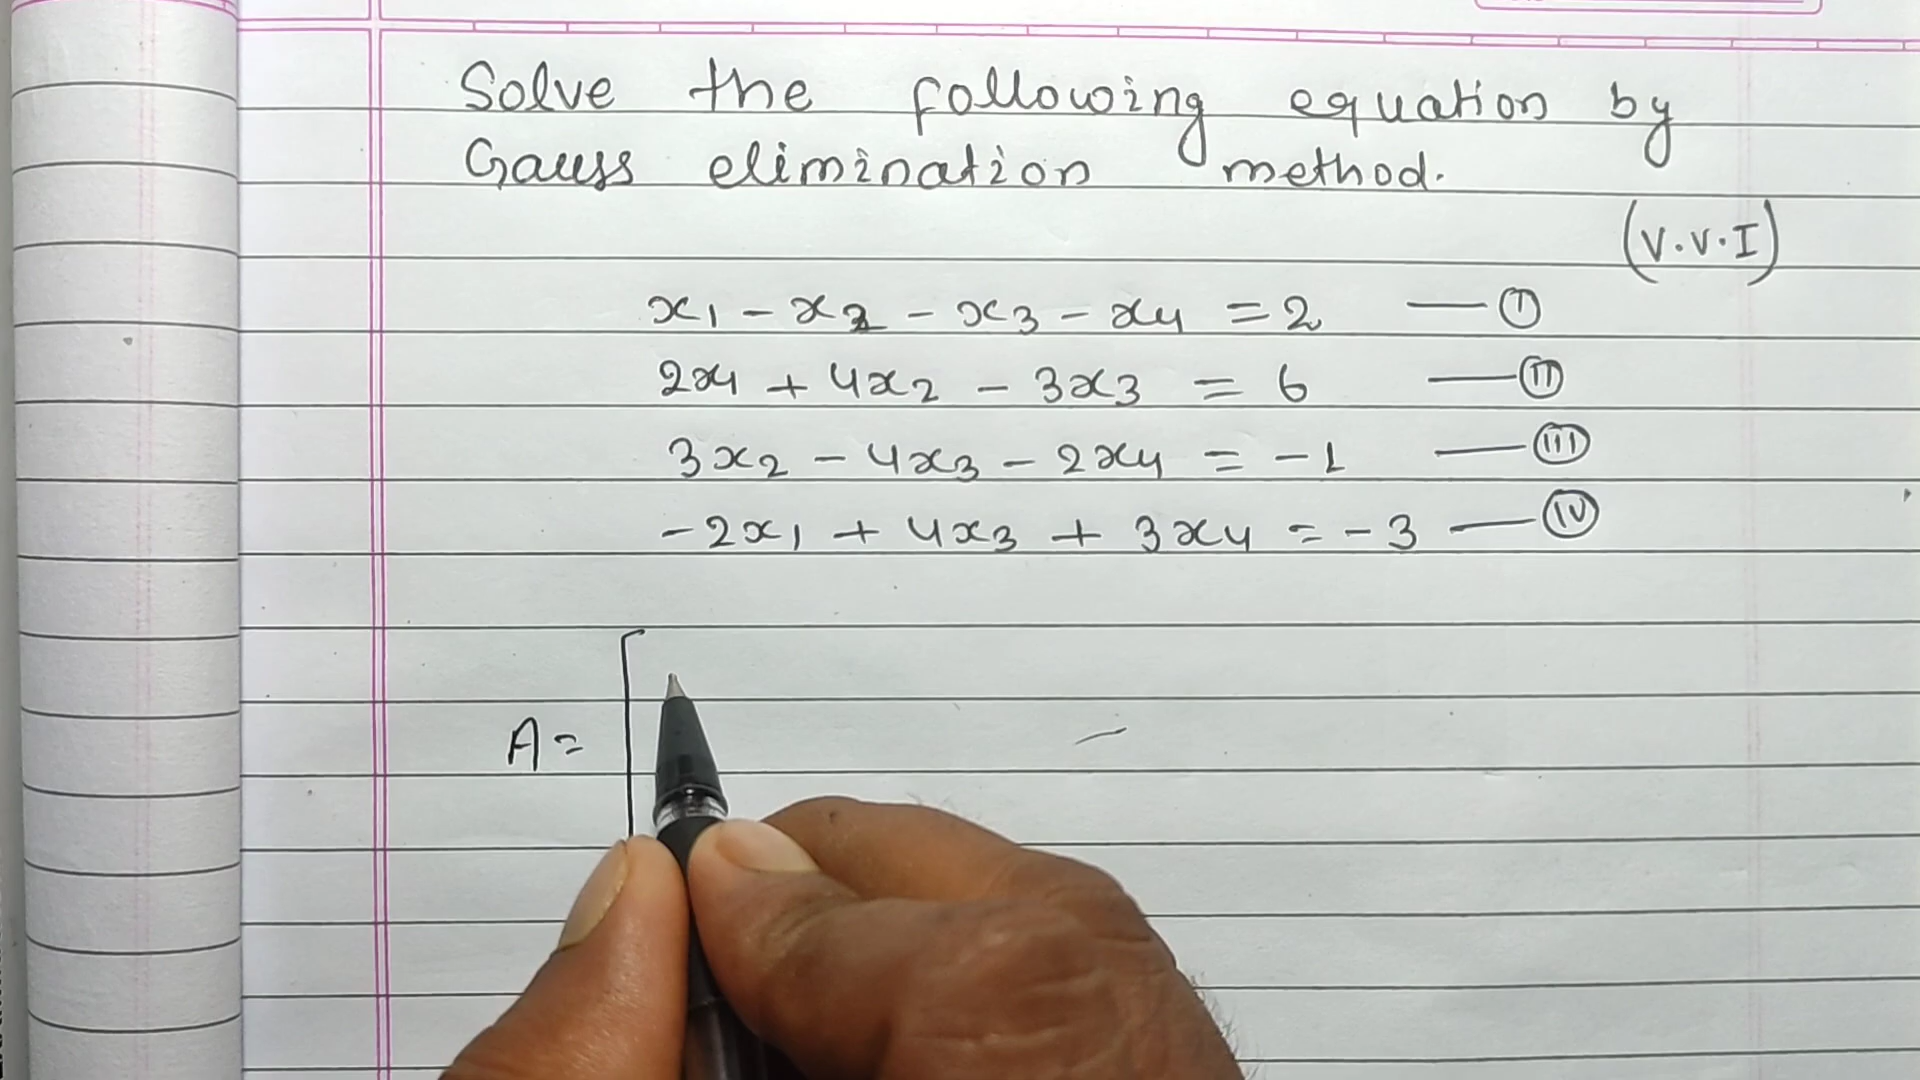 Solve the following equation by
Gauss elimination method.
(V.V.I)
x1 - x2 - x3 - x4 = 2 — I
2x1 + 4x2 - 3x3 = 6 — II
3x2 - 4x3 - 2x4 = -1 — III
-2x1 + 4x3 + 3x4 = -3 — IV
A = [